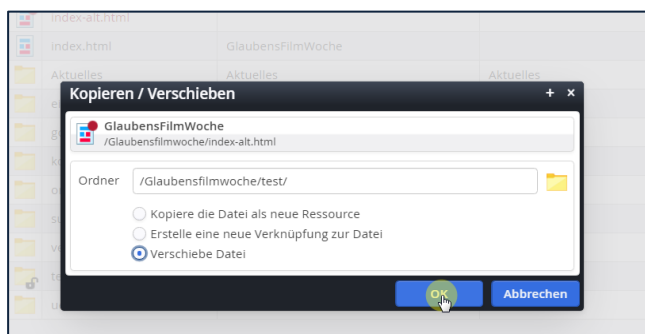 index-alt.html
index.html GlaubensFilmWoche
Aktuelles Aktuelles Aktuelles
Kopieren / Verschieben
GlaubensFilmWoche
/Glaubensfilmwoche/index-alt.html
Ordner /Glaubensfilmwoche/test/
Kopiere die Datei als neue Ressource
Erstelle eine neue Verknüpfung zur Datei
Verschiebe Datei
OK Abbrechen